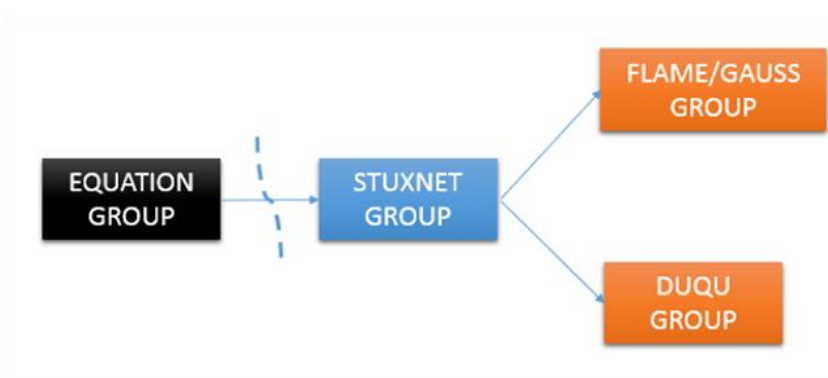 EQUATION
GROUP
STUXNET
GROUP
FLAME/GAUSS
GROUP
DUQU
GROUP